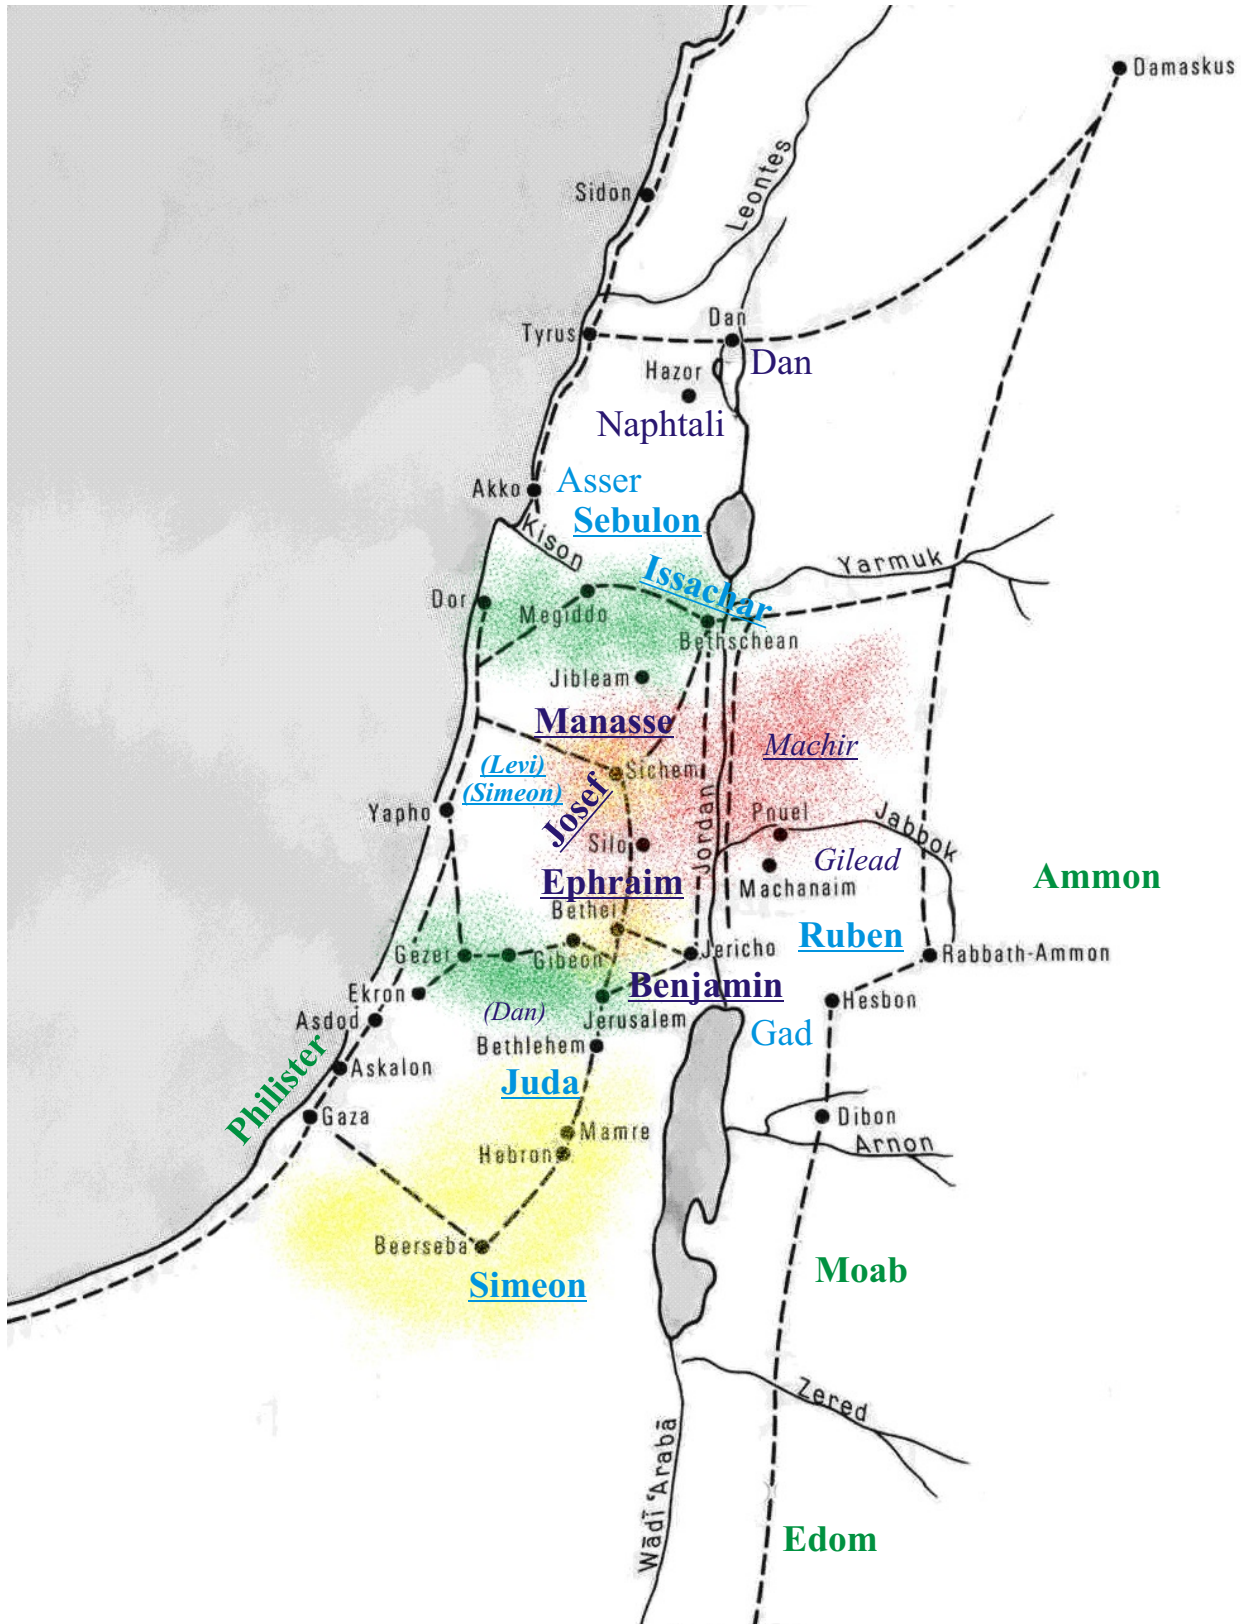 Damaskus
Sidon
Leontes
Tyrus
Dan
Dan
Hazor
Naphtali
Akko
Asser
Sebulon
Kison
Issachar
Yarmuk
Dor
Megiddo
Bethschean
Jibleam
Manasse
Machir
(Levi)
(Simeon)
Sichem
Josef
Yapho
Jordan
Pnuel
Jabbok
Silo
Gilead
Ephraim
Machanaim
Ammon
Bethel
Ruben
Gezer
Gibeon
Jericho
Rabbath-Ammon
Ekron
Benjamin
Hesbon
(Dan)
Asdod
Jerusalem
Gad
Bethlehem
Philister
Askalon
Juda
Gaza
Mamre
Dibon
Arnon
Hebron
Beerseba
Moab
Simeon
Zered
Wādī ʿArabā
Edom